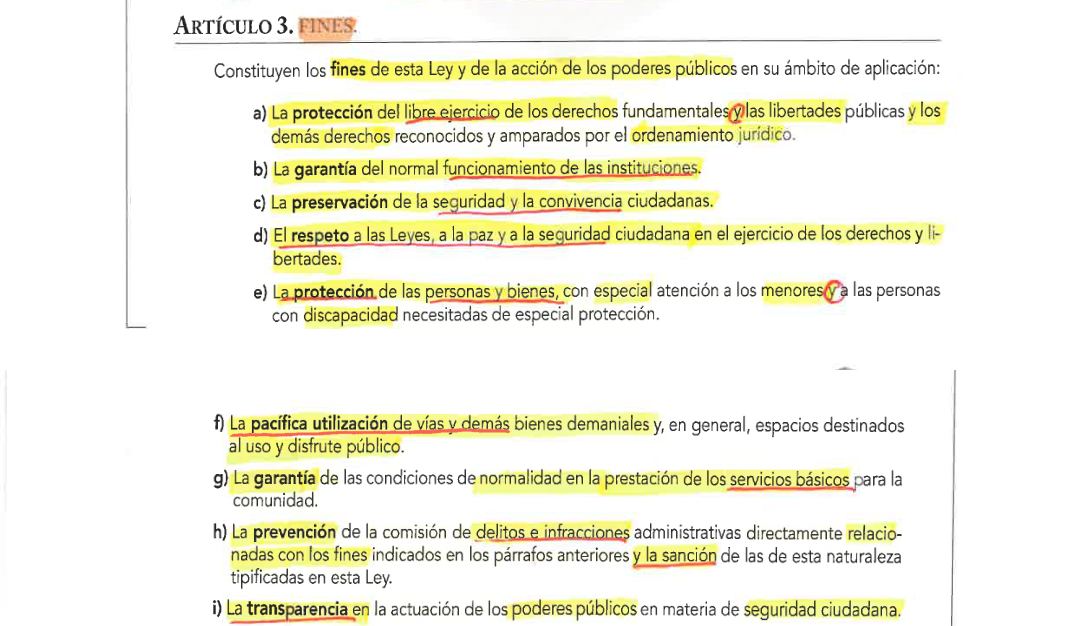 ARTÍCULO 3. FINES.
Constituyen los fines de esta Ley y de la acción de los poderes públicos en su ámbito de aplicación:
a) La protección del libre ejercicio de los derechos fundamentales y las libertades públicas y los
demás derechos reconocidos y amparados por el ordenamiento jurídico.
b) La garantía del normal funcionamiento de las instituciones.
c) La preservación de la seguridad y la convivencia ciudadanas.
d) El respeto a las Leyes, a la paz y a la seguridad ciudadana en el ejercicio de los derechos y li-
bertades.
e) La protección de las personas y bienes, con especial atención a los menores y a las personas
con discapacidad necesitadas de especial protección.
f) La pacífica utilización de vías y demás bienes demaniales y, en general, espacios destinados
al uso y disfrute público.
g) La garantía de las condiciones de normalidad en la prestación de los servicios básicos para la
comunidad.
h) La prevención de la comisión de delitos e infracciones administrativas directamente relacio-
nadas con los fines indicados en los párrafos anteriores y la sanción de las de esta naturaleza
tipificadas en esta Ley.
i) La transparencia en la actuación de los poderes públicos en materia de seguridad ciudadana.